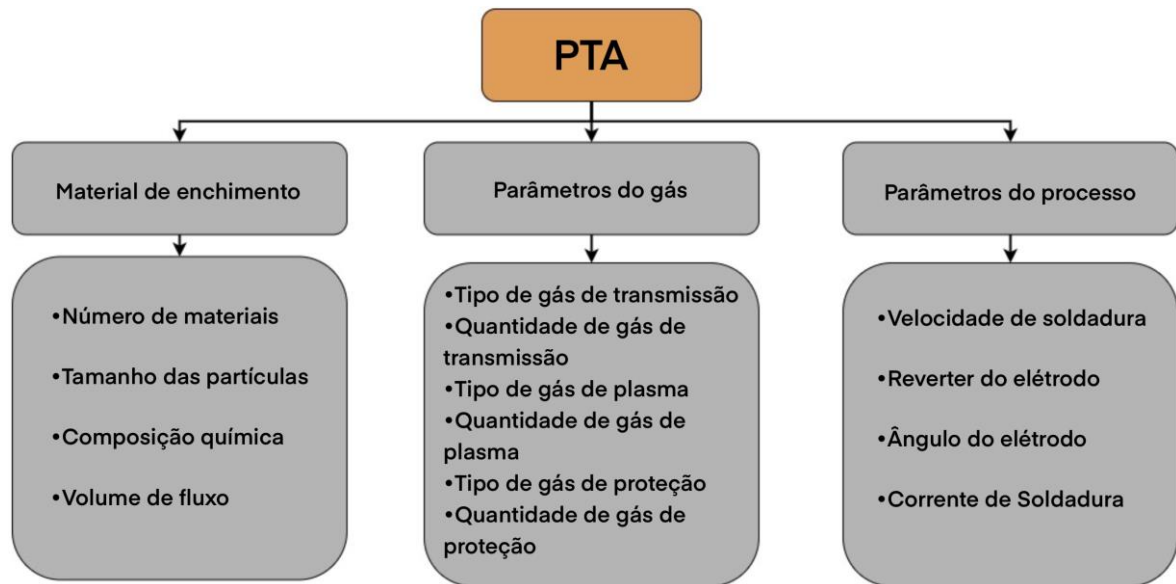 PTA
Material de enchimento
Parâmetros do gás
Parâmetros do processo
•Número de materiais
•Tamanho das partículas
•Composição química
•Volume de fluxo
•Tipo de gás de transmissão
•Quantidade de gás de
transmissão
•Tipo de gás de plasma
•Quantidade de gás de
plasma
•Tipo de gás de proteção
•Quantidade de gás de
proteção
•Velocidade de soldadura
•Reverter do elétrodo
•Ângulo do elétrodo
•Corrente de Soldadura